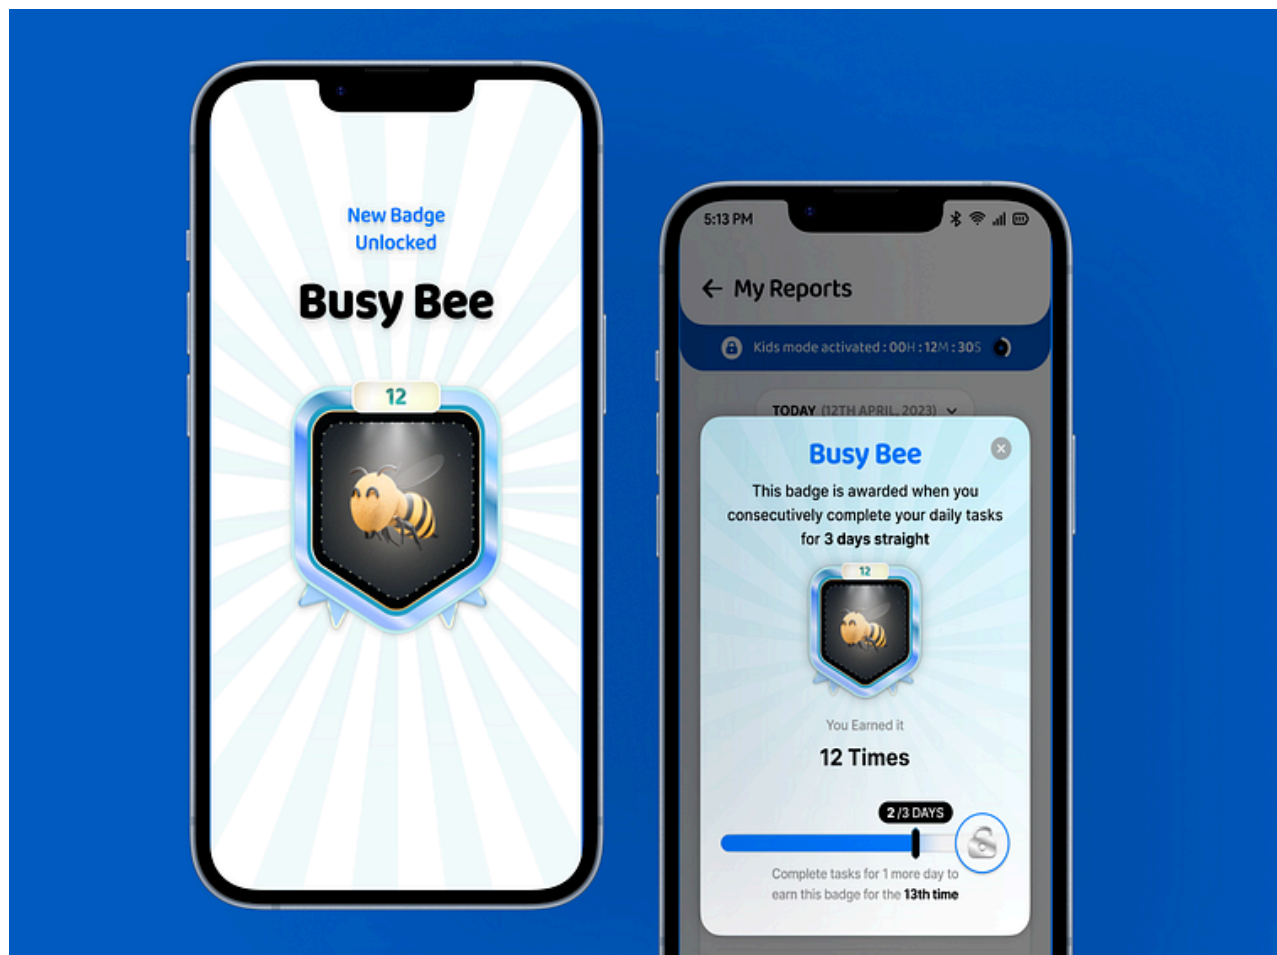 New Badge
Unlocked
Busy Bee
12
5:13 PM
My Reports
Kids mode activated : 00H : 12M : 30S
TODAY (12TH APRIL, 2023)
Busy Bee
This badge is awarded when you
consecutively complete your daily tasks
for 3 days straight
12
You Earned it
12 Times
2 /3 DAYS
Complete tasks for 1 more day to
earn this badge for the 13th time